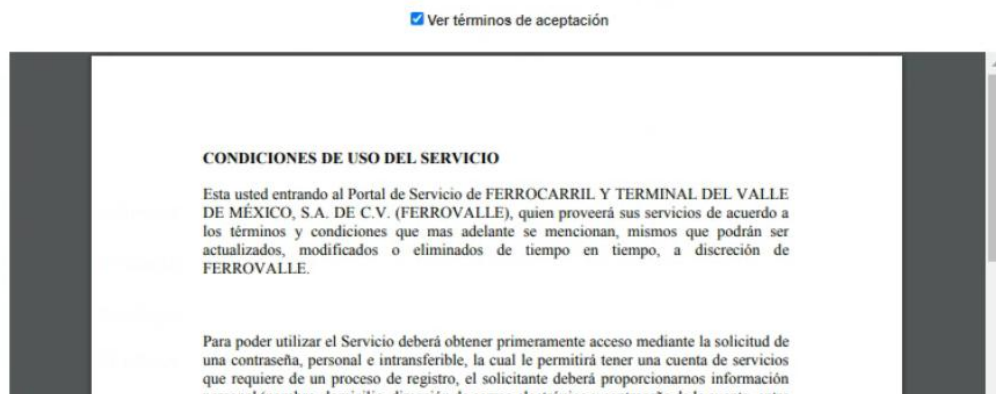 Ver términos de aceptación
CONDICIONES DE USO DEL SERVICIO
Esta usted entrando al Portal de Servicio de FERROCARRIL Y TERMINAL DEL VALLE
DE MÉXICO, S.A. DE C.V. (FERROVALLE), quien proveerá sus servicios de acuerdo a
los términos y condiciones que mas adelante se mencionan, mismos que podrán ser
actualizados, modificados o eliminados de tiempo en tiempo, a discreción de
FERROVALLE.
Para poder utilizar el Servicio deberá obtener primeramente acceso mediante la solicitud de
una contraseña, personal e intransferible, la cual le permitirá tener una cuenta de servicios
que requiere de un proceso de registro, el solicitante deberá proporcionarnos información